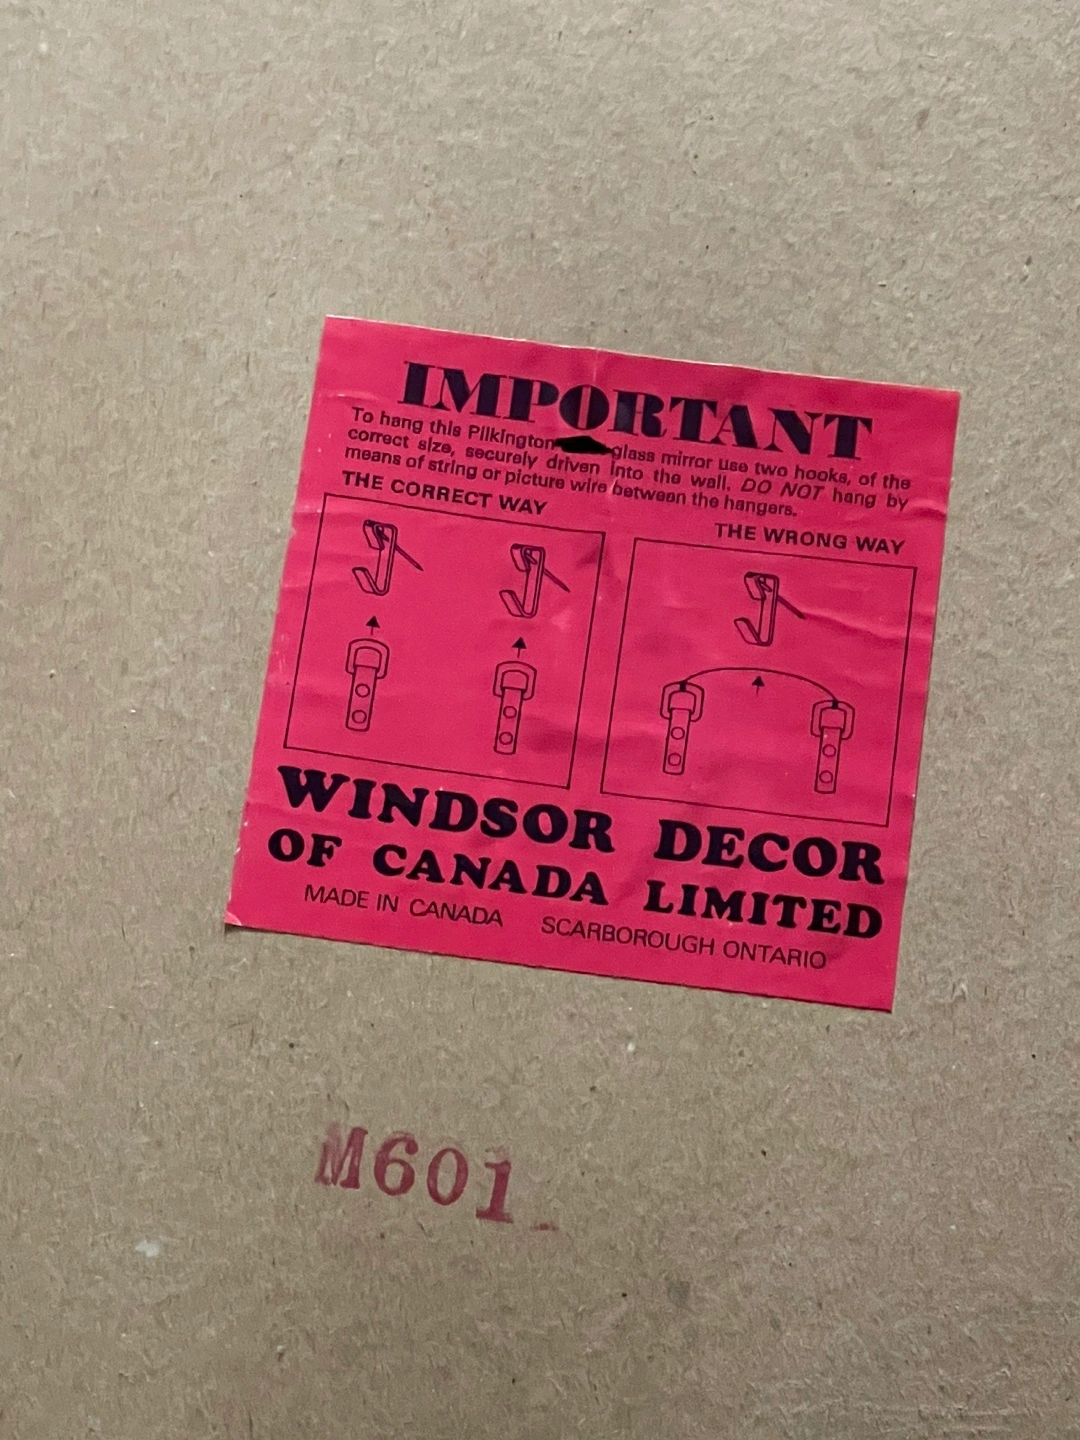 IMPORTANT
To hang this Pilkington glass mirror use two hooks, of the
correct size, securely driven into the wall. DO NOT hang by
means of string or picture wire between the hangers.
THE CORRECT WAY
THE WRONG WAY
WINDSOR DECOR
OF CANADA LIMITED
MADE IN CANADA SCARBOROUGH ONTARIO
M601